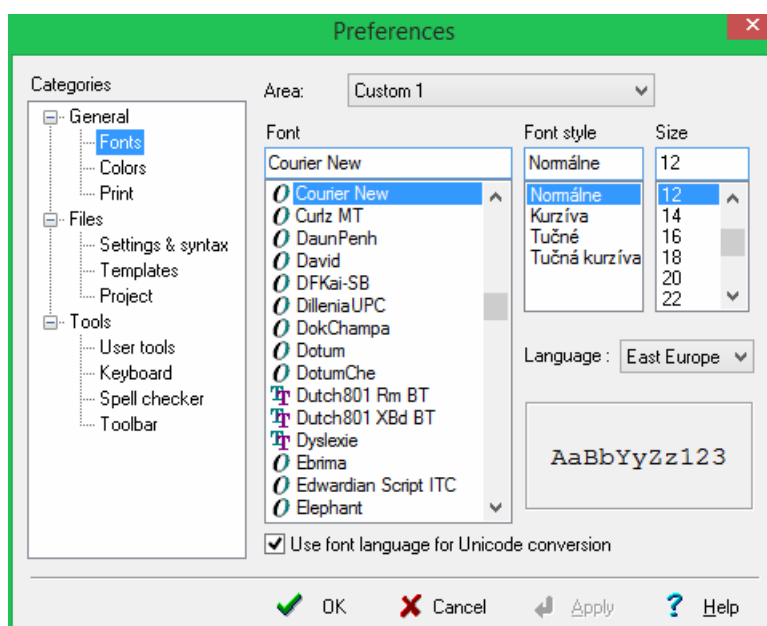 Preferences
Categories
General
Fonts
Colors
Print
Files
Settings & syntax
Templates
Project
Tools
User tools
Keyboard
Spell checker
Toolbar
Area: Custom 1
Font
Courier New
Courier New
Curlz MT
DaunPenh
David
DFKai-SB
DilleniaUPC
DokChampa
Dotum
DotumChe
Dutch801 Rm BT
Dutch801 XBd BT
Dyslexie
Ebrima
Edwardian Script ITC
Elephant
Font style
Normálne
Normálne
Kurzíva
Tučné
Tučná kurzíva
Size
12
12
14
16
18
20
22
Language : East Europe
AaBbYyZz123
Use font language for Unicode conversion
OK Cancel Apply Help